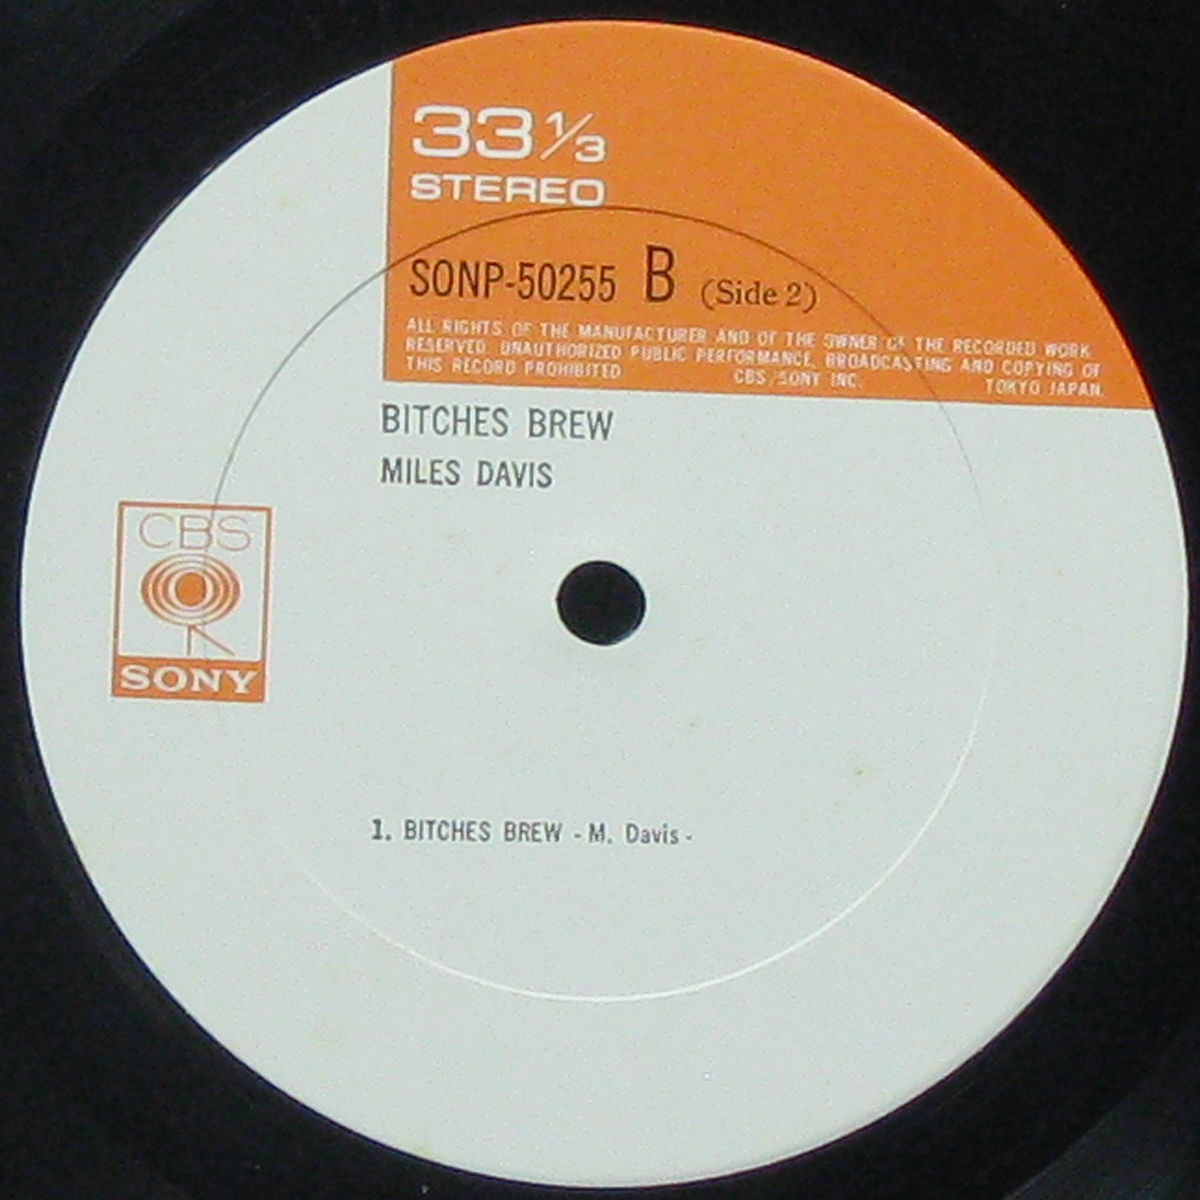 33 1/3
STEREO
SONP-50255 B (Side 2)
ALL RIGHTS OF THE MANUFACTURER AND OF THE OWNER OF THE RECORDED WORK
RESERVED. UNAUTHORIZED PUBLIC PERFORMANCE, BROADCASTING AND COPYING OF
THIS RECORD PROHIBITED CBS/SONY INC. TOKYO JAPAN.
BITCHES BREW
MILES DAVIS
CBS
SONY
1. BITCHES BREW - M. Davis -